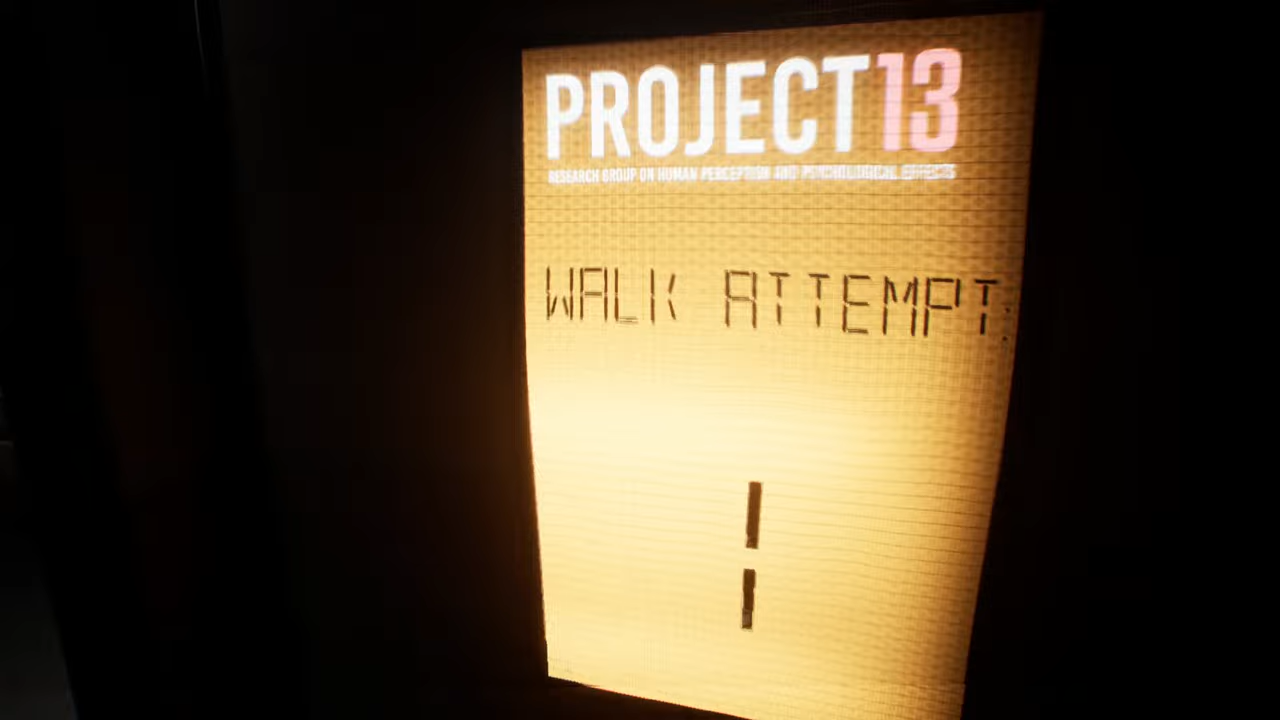 PROJECT13
RESEARCH GROUP ON HUMAN PERCEPTION AND PSYCHOLOGICAL EFFECTS
WALK ATTEMPT:
1